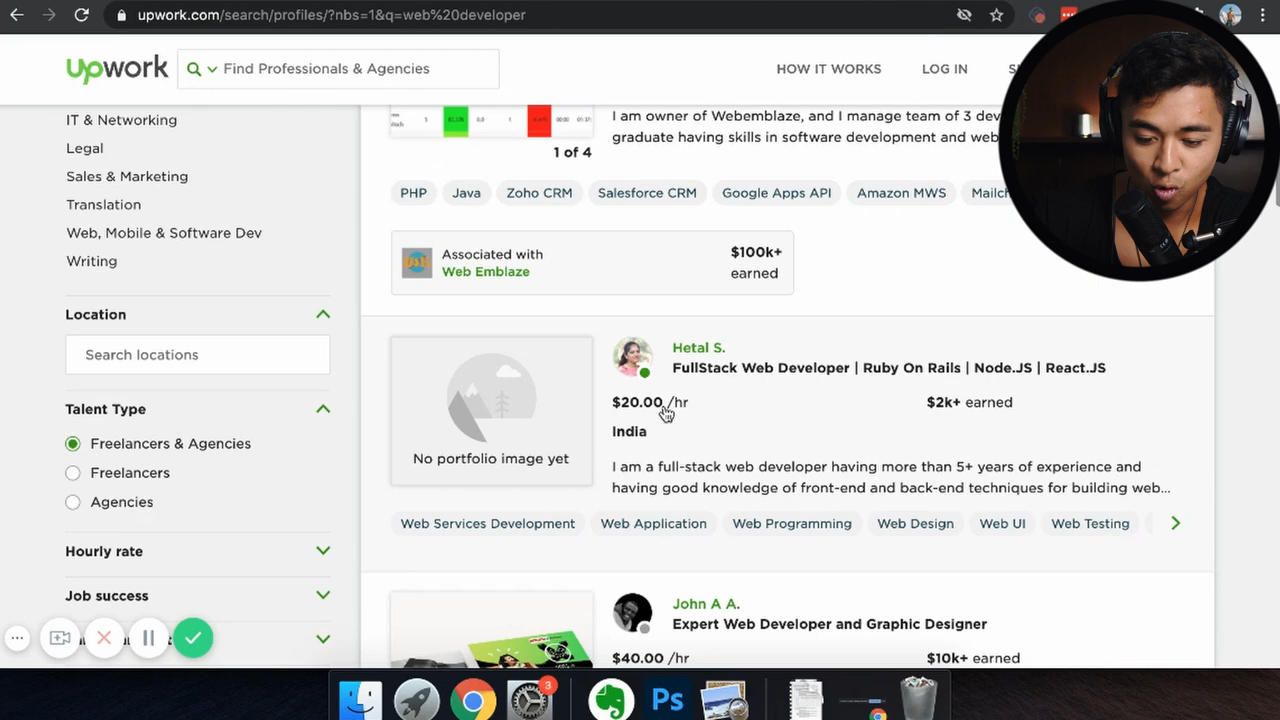 upwork.com/search/profiles/?nbs=1&q=web%20developer
upwork
Find Professionals & Agencies
HOW IT WORKS
LOG IN
IT & Networking
Legal
Sales & Marketing
Translation
Web, Mobile & Software Dev
Writing
Location
Search locations
Talent Type
Freelancers & Agencies
Freelancers
Agencies
Hourly rate
Job success
1 of 4
I am owner of Webemblaze, and I manage team of 3 dev
graduate having skills in software development and web
PHP
Java
Zoho CRM
Salesforce CRM
Google Apps API
Amazon MWS
Mailch
Associated with
Web Emblaze
$100k+
earned
No portfolio image yet
Hetal S.
FullStack Web Developer | Ruby On Rails | Node.JS | React.JS
$20.00 /hr
$2k+ earned
India
I am a full-stack web developer having more than 5+ years of experience and
having good knowledge of front-end and back-end techniques for building web...
Web Services Development
Web Application
Web Programming
Web Design
Web UI
Web Testing
John A A.
Expert Web Developer and Graphic Designer
$40.00 /hr
$10k+ earned
3
Ps